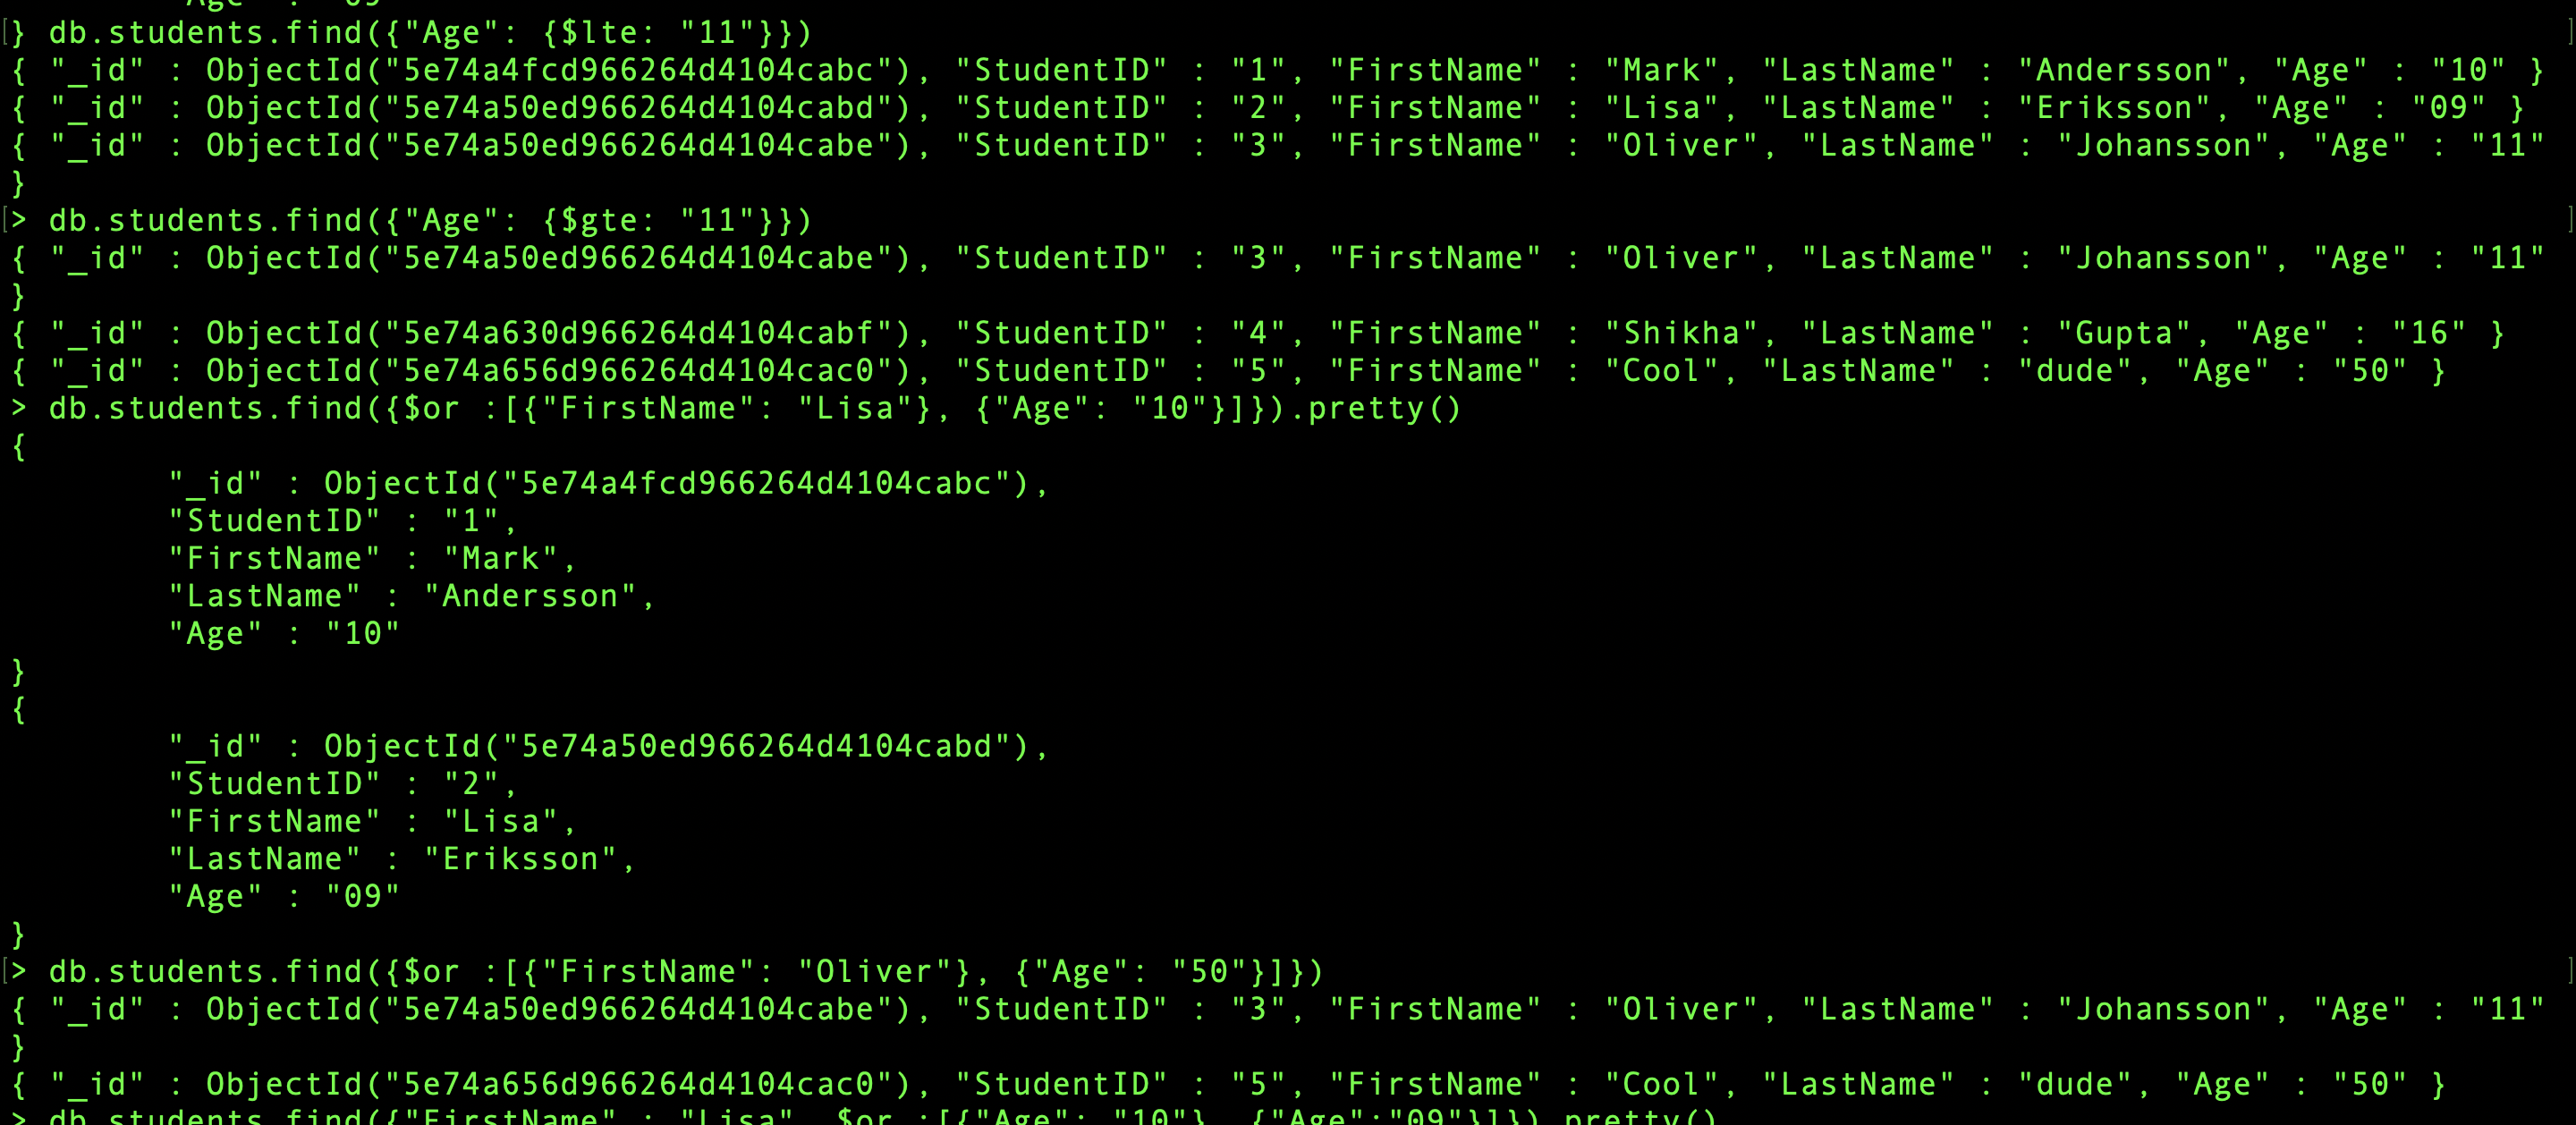 "Age" : "09"
} db.students.find({"Age": {$lte: "11"}})
{ "_id" : ObjectId("5e74a4fcd966264d4104cabc"), "StudentID" : "1", "FirstName" : "Mark", "LastName" : "Andersson", "Age" : "10" }
{ "_id" : ObjectId("5e74a50ed966264d4104cabd"), "StudentID" : "2", "FirstName" : "Lisa", "LastName" : "Eriksson", "Age" : "09" }
{ "_id" : ObjectId("5e74a50ed966264d4104cabe"), "StudentID" : "3", "FirstName" : "Oliver", "LastName" : "Johansson", "Age" : "11"
}
> db.students.find({"Age": {$gte: "11"}})
{ "_id" : ObjectId("5e74a50ed966264d4104cabe"), "StudentID" : "3", "FirstName" : "Oliver", "LastName" : "Johansson", "Age" : "11"
}
{ "_id" : ObjectId("5e74a630d966264d4104cabf"), "StudentID" : "4", "FirstName" : "Shikha", "LastName" : "Gupta", "Age" : "16" }
{ "_id" : ObjectId("5e74a656d966264d4104cac0"), "StudentID" : "5", "FirstName" : "Cool", "LastName" : "dude", "Age" : "50" }
> db.students.find({$or :[{"FirstName": "Lisa"}, {"Age": "10"}]}).pretty()
{
"_id" : ObjectId("5e74a4fcd966264d4104cabc"),
"StudentID" : "1",
"FirstName" : "Mark",
"LastName" : "Andersson",
"Age" : "10"
}
{
"_id" : ObjectId("5e74a50ed966264d4104cabd"),
"StudentID" : "2",
"FirstName" : "Lisa",
"LastName" : "Eriksson",
"Age" : "09"
}
> db.students.find({$or :[{"FirstName": "Oliver"}, {"Age": "50"}]})
{ "_id" : ObjectId("5e74a50ed966264d4104cabe"), "StudentID" : "3", "FirstName" : "Oliver", "LastName" : "Johansson", "Age" : "11"
}
{ "_id" : ObjectId("5e74a656d966264d4104cac0"), "StudentID" : "5", "FirstName" : "Cool", "LastName" : "dude", "Age" : "50" }
> db.students.find({"FirstName" : "Lisa", $or :[{"Age": "10"}, {"Age":"09"}]}).pretty()